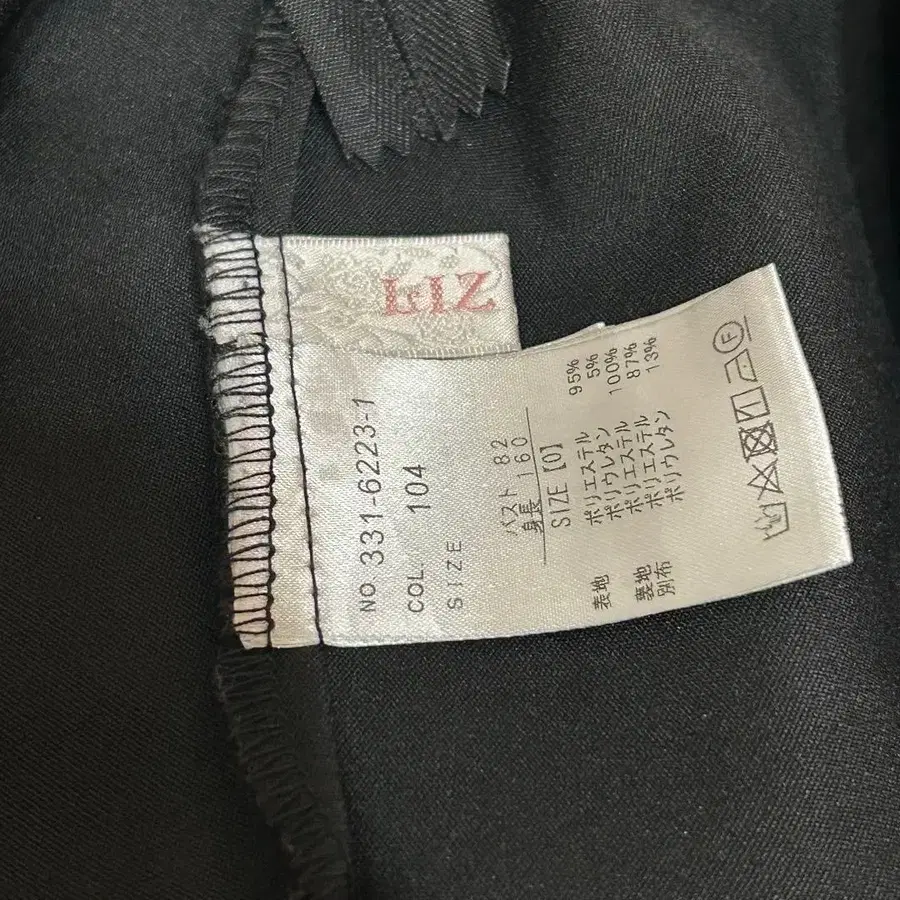 LIZ
NO 331-6223-1
COL. 104
SIZE
バスト 82
身長 160
SIZE [0]
表地 ポリエステル 95%
ポリウレタン 5%
裏地 ポリエステル 100%
別布 ポリエステル 87%
ポリウレタン 13%
F